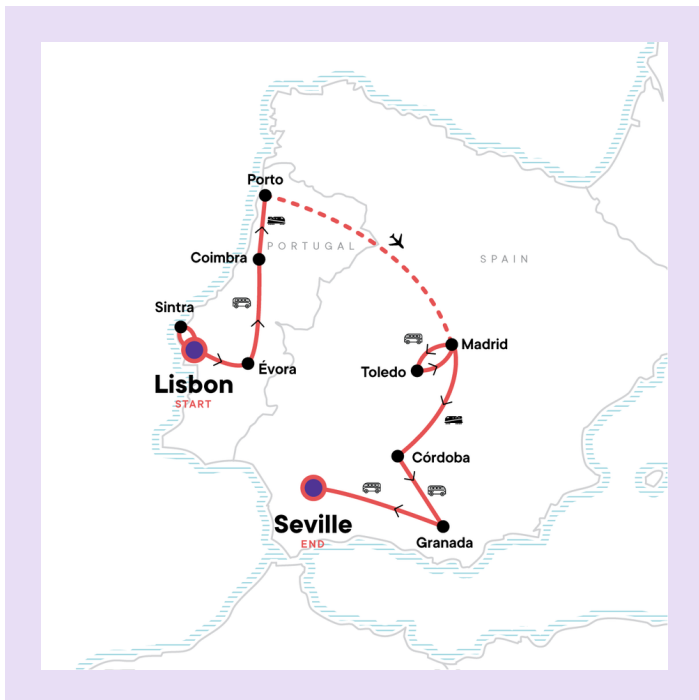 Porto
PORTUGAL
Coimbra
SPAIN
Sintra
Madrid
Évora
Toledo
Lisbon
START
Córdoba
Seville
END
Granada